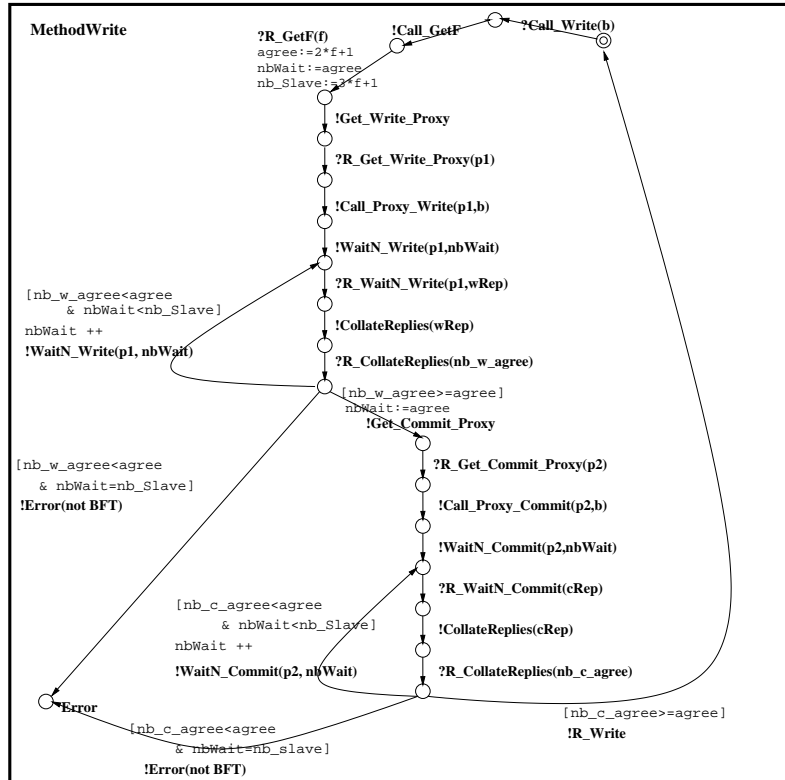 MethodWrite
?Call_Write(b)
!Call_GetF
?R_GetF(f)
agree:=2*f+1
nbWait:=agree
nb_Slave:=3*f+1
!Get_Write_Proxy
?R_Get_Write_Proxy(p1)
!Call_Proxy_Write(p1,b)
!WaitN_Write(p1,nbWait)
?R_WaitN_Write(p1,wRep)
!CollateReplies(wRep)
?R_CollateReplies(nb_w_agree)
[nb_w_agree<agree
& nbWait<nb_Slave]
nbWait ++
!WaitN_Write(p1, nbWait)
[nb_w_agree>=agree]
nbWait:=agree
!Get_Commit_Proxy
?R_Get_Commit_Proxy(p2)
!Call_Proxy_Commit(p2,b)
!WaitN_Commit(p2,nbWait)
?R_WaitN_Commit(cRep)
!CollateReplies(cRep)
?R_CollateReplies(nb_c_agree)
[nb_w_agree<agree
& nbWait=nb_Slave]
!Error(not BFT)
[nb_c_agree<agree
& nbWait<nb_Slave]
nbWait ++
!WaitN_Commit(p2, nbWait)
Error
[nb_c_agree<agree
& nbWait=nb_slave]
!Error(not BFT)
[nb_c_agree>=agree]
!R_Write